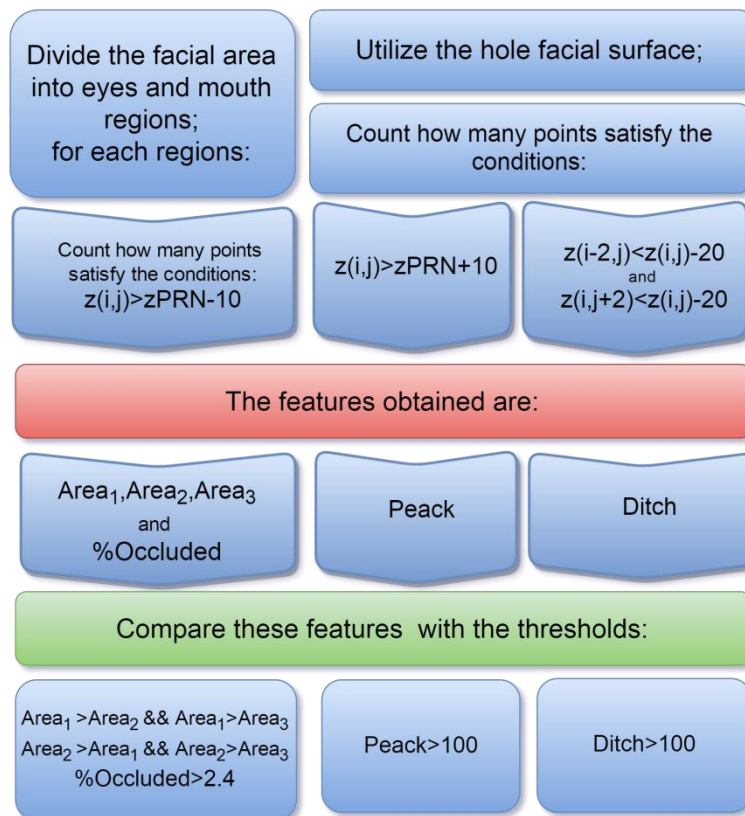 Divide the facial area
into eyes and mouth
regions;
for each regions:
Utilize the hole facial surface;
Count how many points satisfy the
conditions:
Count how many points
satisfy the conditions:
z(i,j)>zPRN-10
z(i,j)>zPRN+10
z(i-2,j)<z(i,j)-20
and
z(i,j+2)<z(i,j)-20
The features obtained are:
Area₁,Area₂,Area₃
and
%Occluded
Peack
Ditch
Compare these features with the thresholds:
Area₁ >Area₂ && Area₁>Area₃
Area₂ >Area₁ && Area₂>Area₃
%Occluded>2.4
Peack>100
Ditch>100